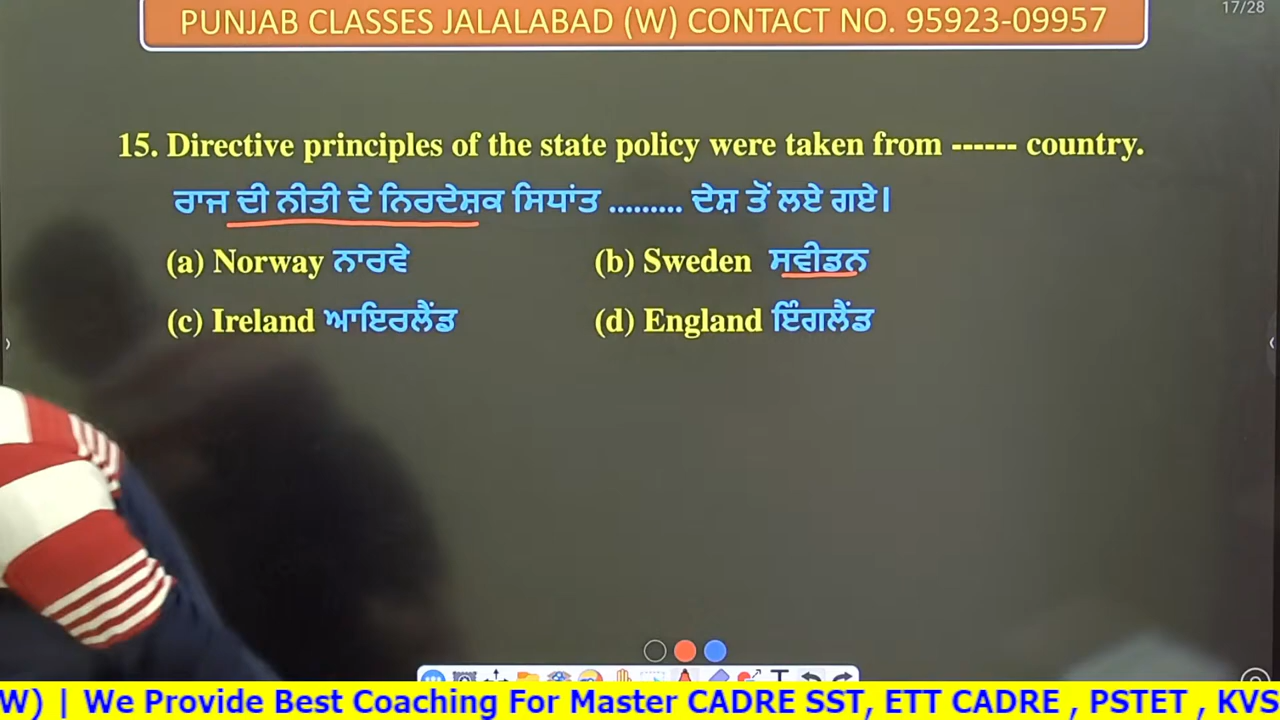 17/28
PUNJAB CLASSES JALALABAD (W) CONTACT NO. 95923-09957
15. Directive principles of the state policy were taken from ------ country.
ਰਾਜ ਦੀ ਨੀਤੀ ਦੇ ਨਿਰਦੇਸ਼ਕ ਸਿਧਾਂਤ ......... ਦੇਸ਼ ਤੋਂ ਲਏ ਗਏ।
(a) Norway ਨਾਰਵੇ (b) Sweden ਸਵੀਡਨ
(c) Ireland ਆਇਰਲੈਂਡ (d) England ਇੰਗਲੈਂਡ
W) | We Provide Best Coaching For Master CADRE SST, ETT CADRE , PSTET , KVS